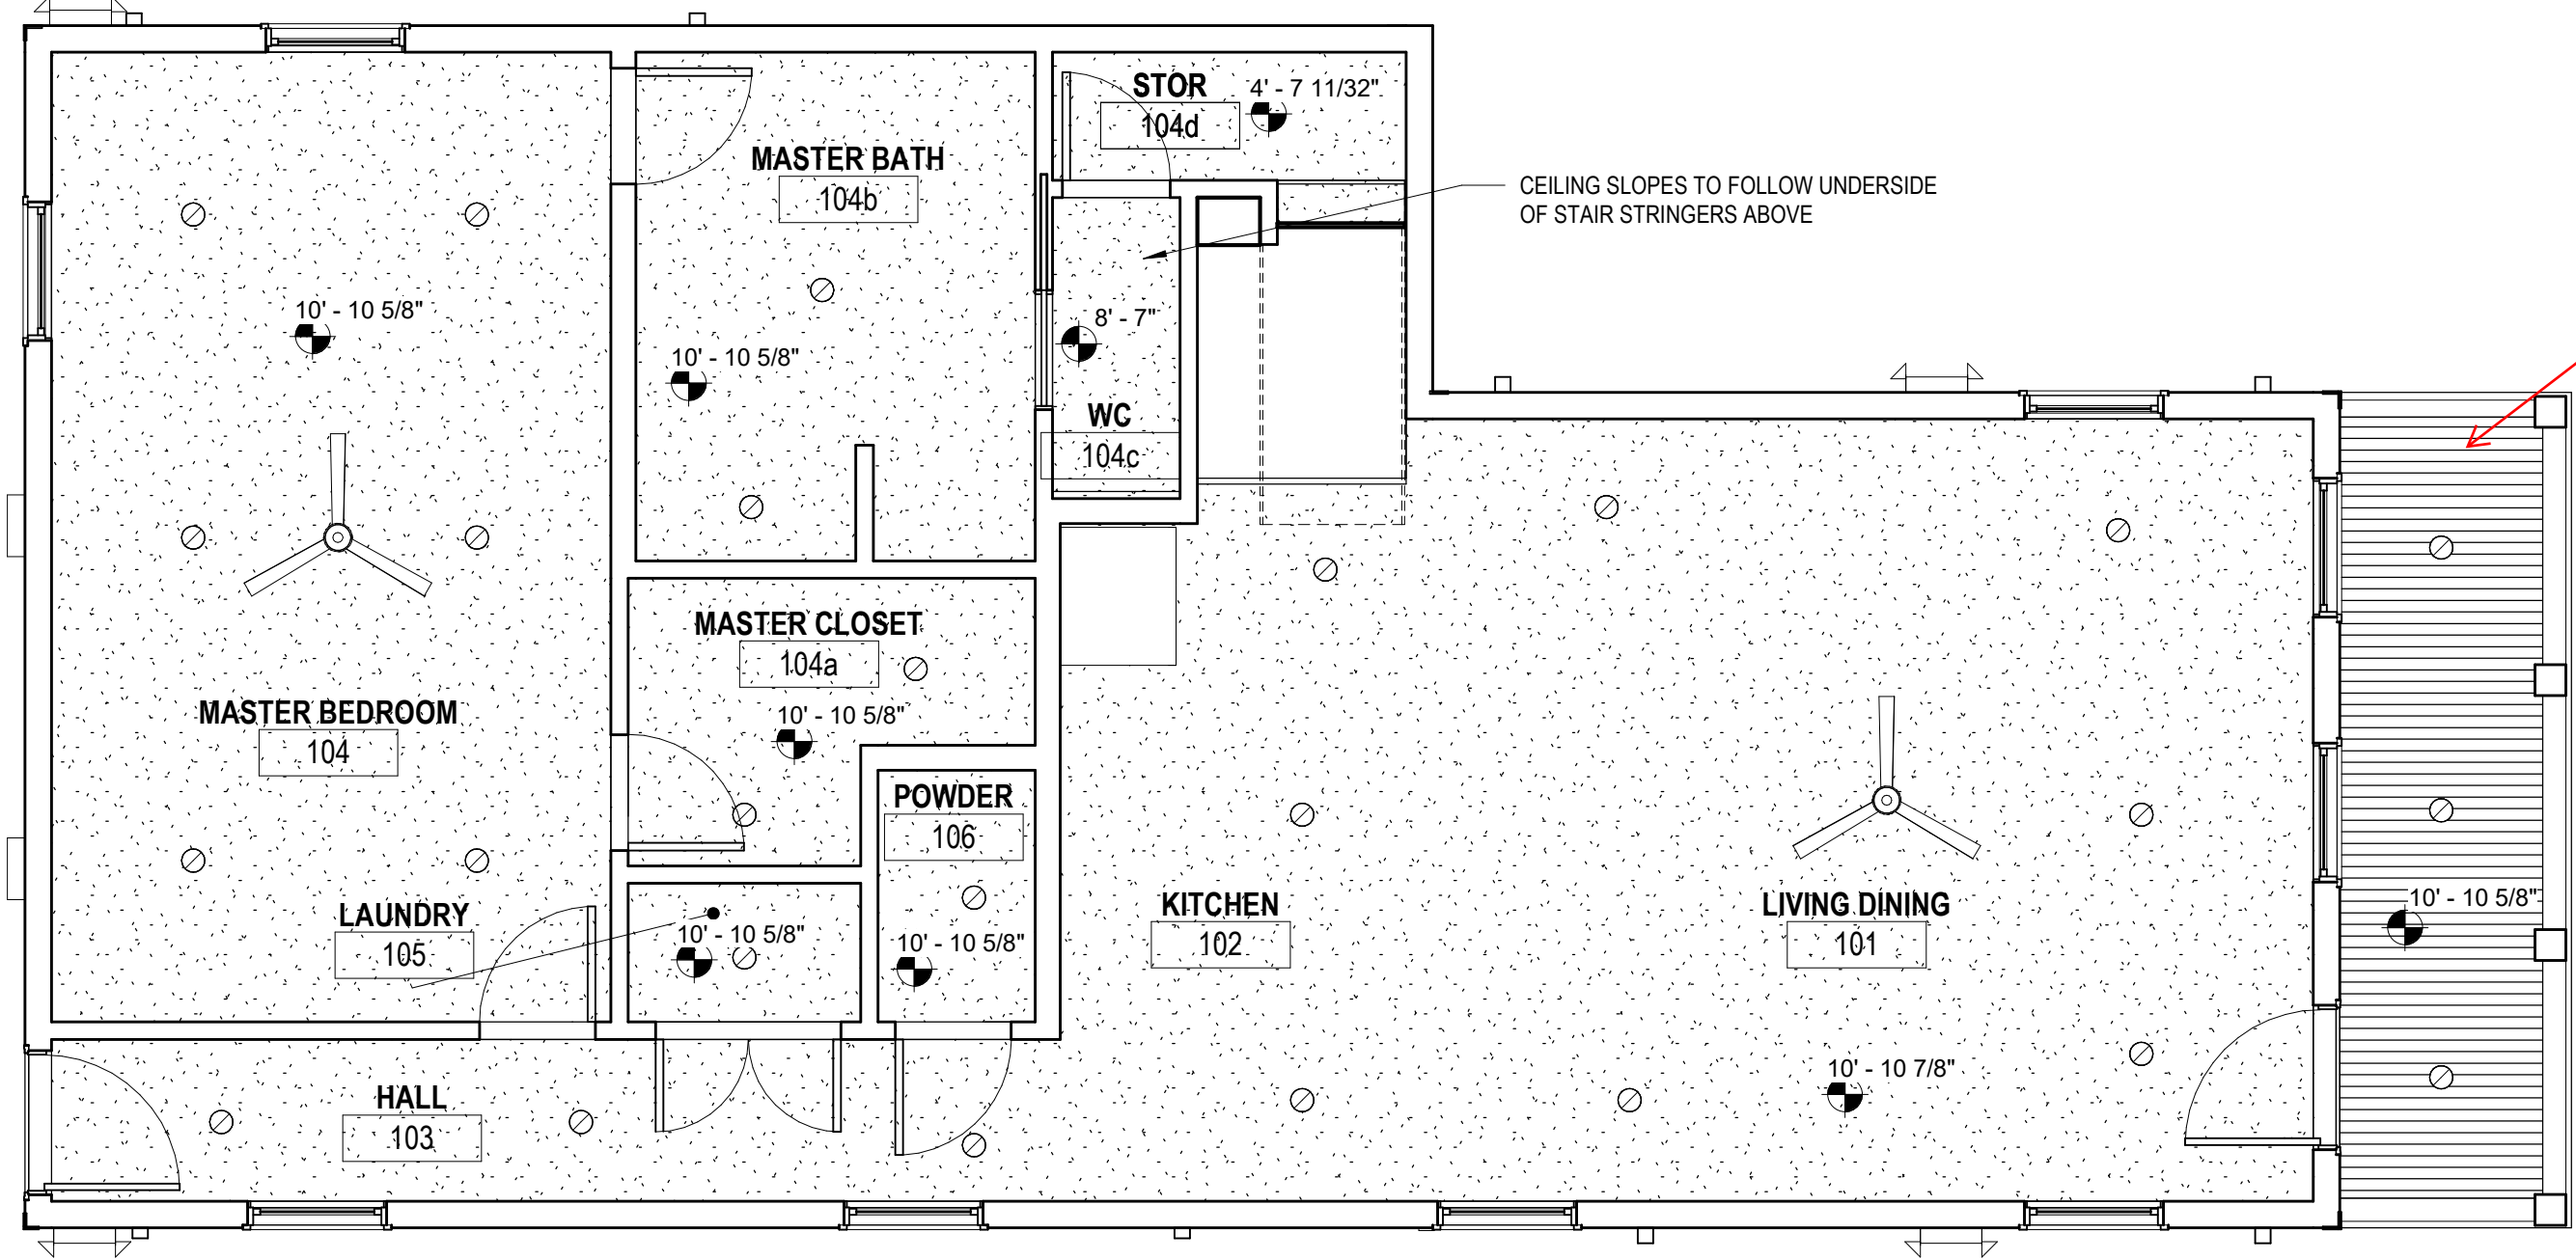 STOR
104d
4' - 7 11/32"
MASTER BATH
104b
CEILING SLOPES TO FOLLOW UNDERSIDE
OF STAIR STRINGERS ABOVE
10' - 10 5/8"
8' - 7"
10' - 10 5/8"
WC
104c
MASTER CLOSET
104a
10' - 10 5/8"
MASTER BEDROOM
104
POWDER
106
10' - 10 5/8"
LAUNDRY
105
10' - 10 5/8"
KITCHEN
102
LIVING DINING
101
10' - 10 5/8"
10' - 10 7/8"
HALL
103